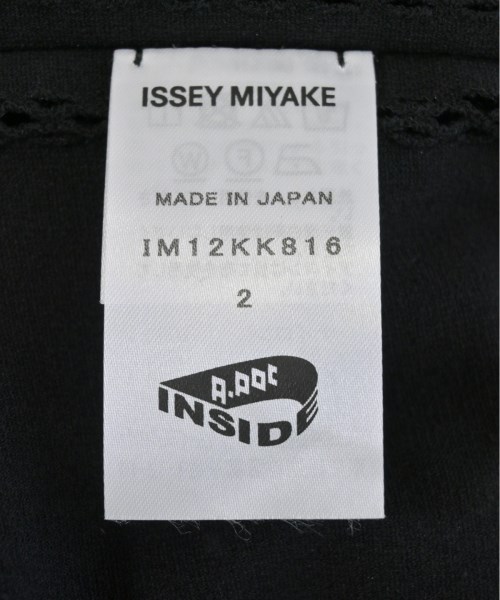 ISSEY MIYAKE
MADE IN JAPAN
IM12KK816
2
A-POC
INSIDE